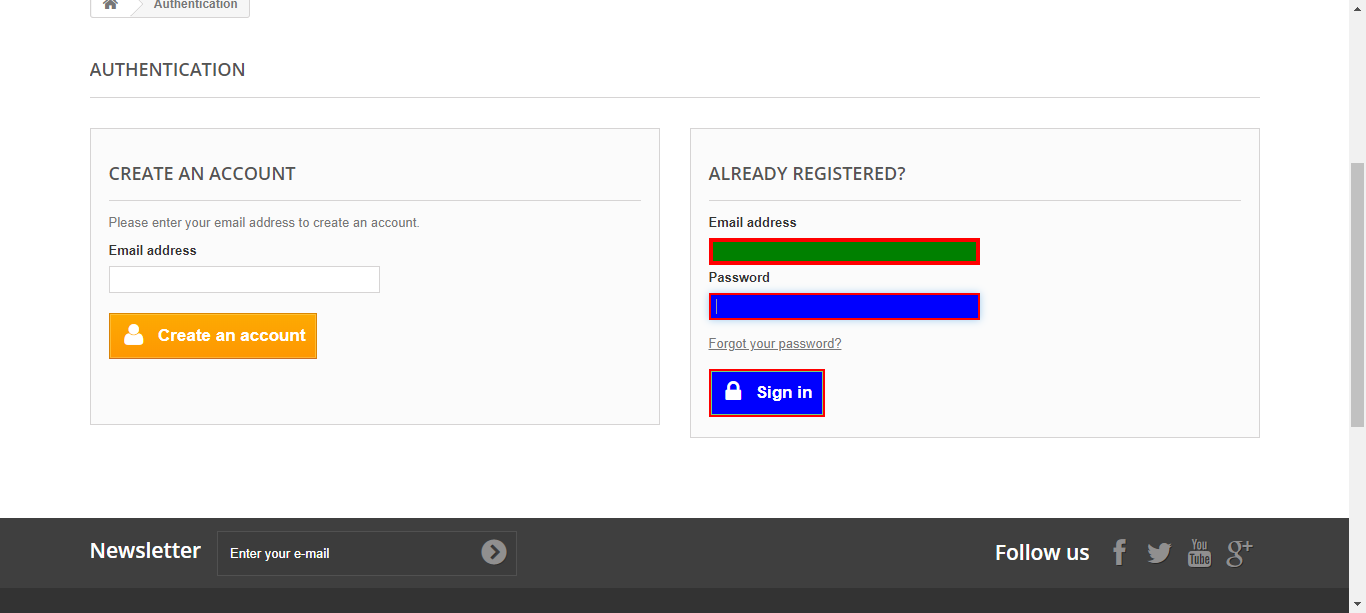 Authentication
AUTHENTICATION
CREATE AN ACCOUNT
Please enter your email address to create an account.
Email address
Create an account
ALREADY REGISTERED?
Email address
Password
Forgot your password?
Sign in
Newsletter
Enter your e-mail
Follow us
You
Tube
g+